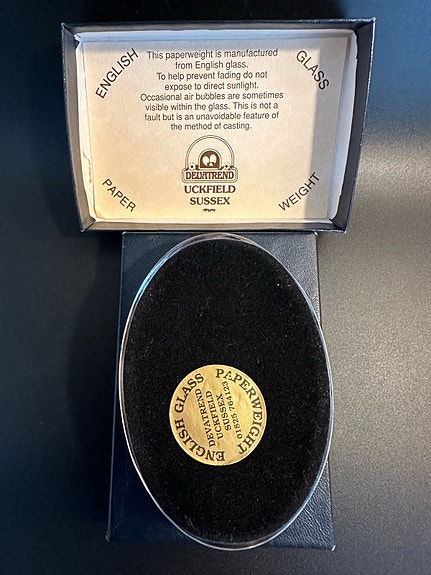 ENGLISH
GLASS
This paperweight is manufactured
from English glass.
To help prevent fading do not
expose to direct sunlight.
Occasional air bubbles are sometimes
visible within the glass. This is not a
fault but is an unavoidable feature of
the method of casting.
DEVATREND
UCKFIELD
SUSSEX
PAPER
WEIGHT
ENGLISH GLASS PAPERWEIGHT
DEVATREND
UCKFIELD
SUSSEX
01825 764123